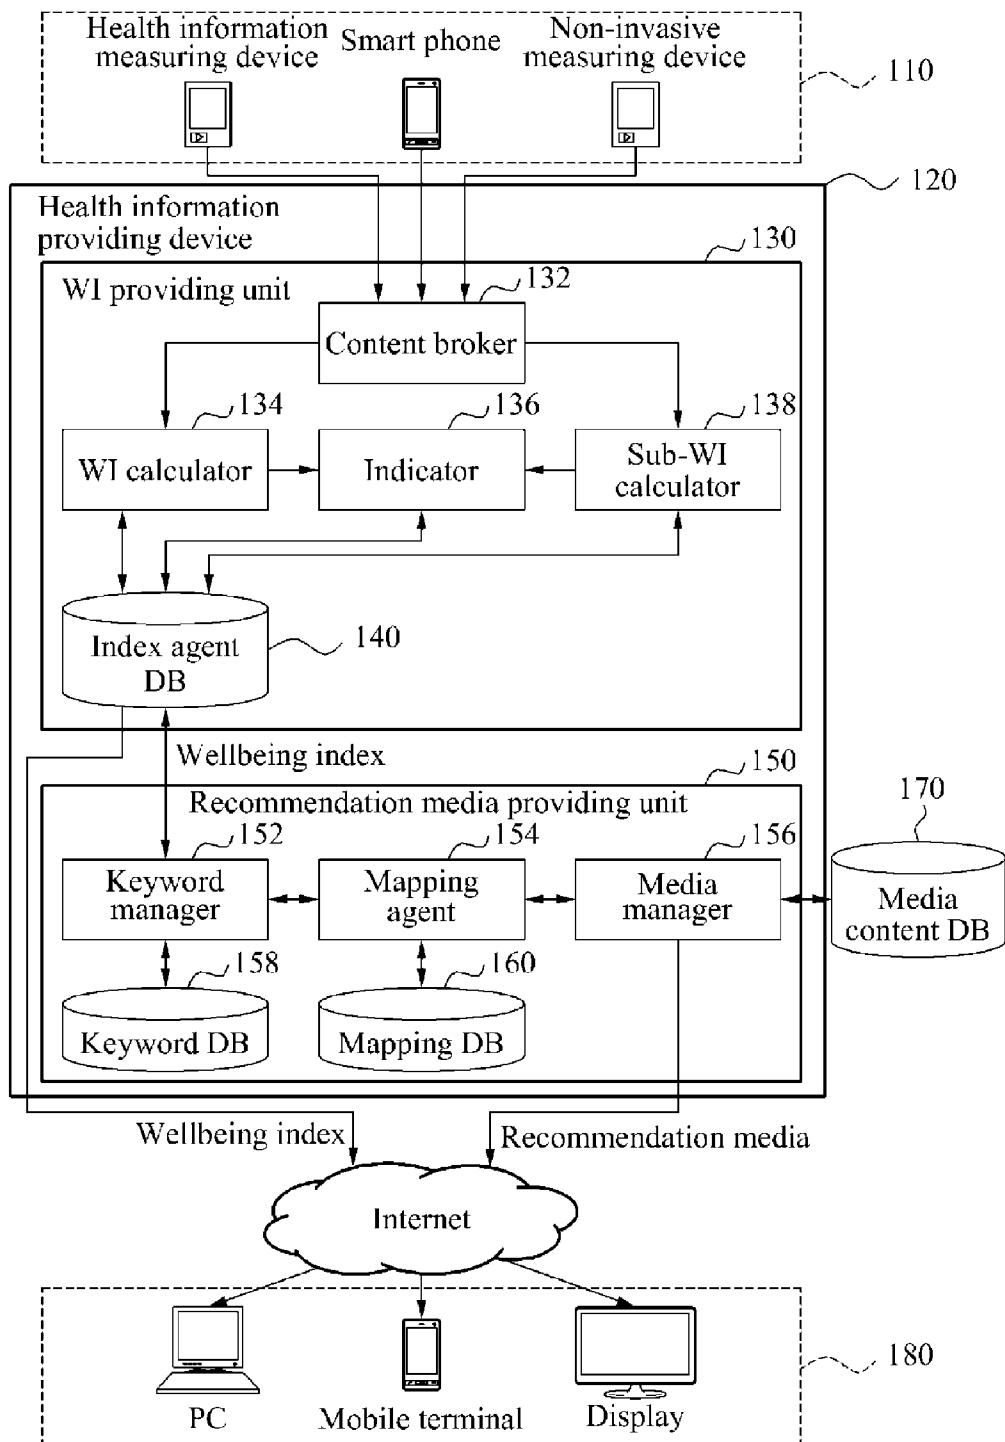 Health information
measuring device
Smart phone
Non-invasive
measuring device
110
120
Health information
providing device
130
WI providing unit
132
Content broker
134
136
138
WI calculator
Indicator
Sub-WI
calculator
Index agent
DB
140
Wellbeing index
150
Recommendation media providing unit
170
152
154
156
Keyword
manager
Mapping
agent
Media
manager
Media
content DB
158
160
Keyword DB
Mapping DB
Wellbeing index
Recommendation media
Internet
180
PC
Mobile terminal
Display